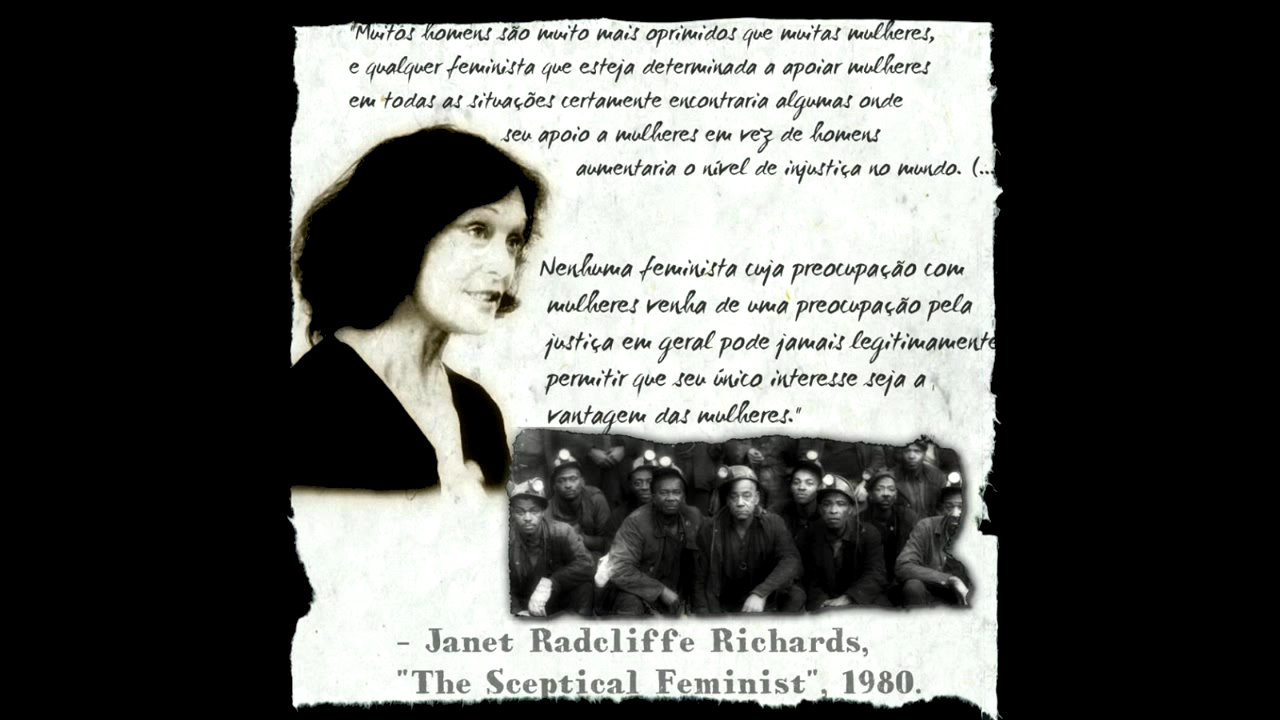 "Muitos homens são muito mais oprimidos que muitas mulheres,
e qualquer feminista que esteja determinada a apoiar mulheres
em todas as situações certamente encontraria algumas onde
seu apoio a mulheres em vez de homens
aumentaria o nível de injustiça no mundo. (...
Nenhuma feminista cuja preocupação com
mulheres venha de uma preocupação pela
justiça em geral pode jamais legitimamente
permitir que seu único interesse seja a
vantagem das mulheres."
- Janet Radcliffe Richards,
"The Sceptical Feminist", 1980.